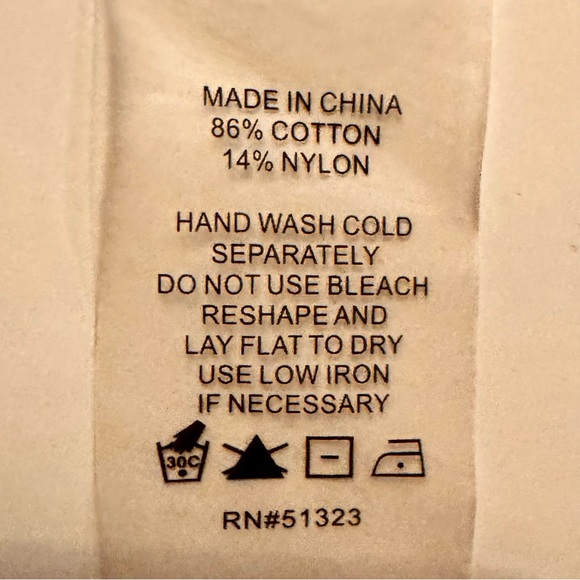 MADE IN CHINA
86% COTTON
14% NYLON
HAND WASH COLD
SEPARATELY
DO NOT USE BLEACH
RESHAPE AND
LAY FLAT TO DRY
USE LOW IRON
IF NECESSARY
30C
RN#51323